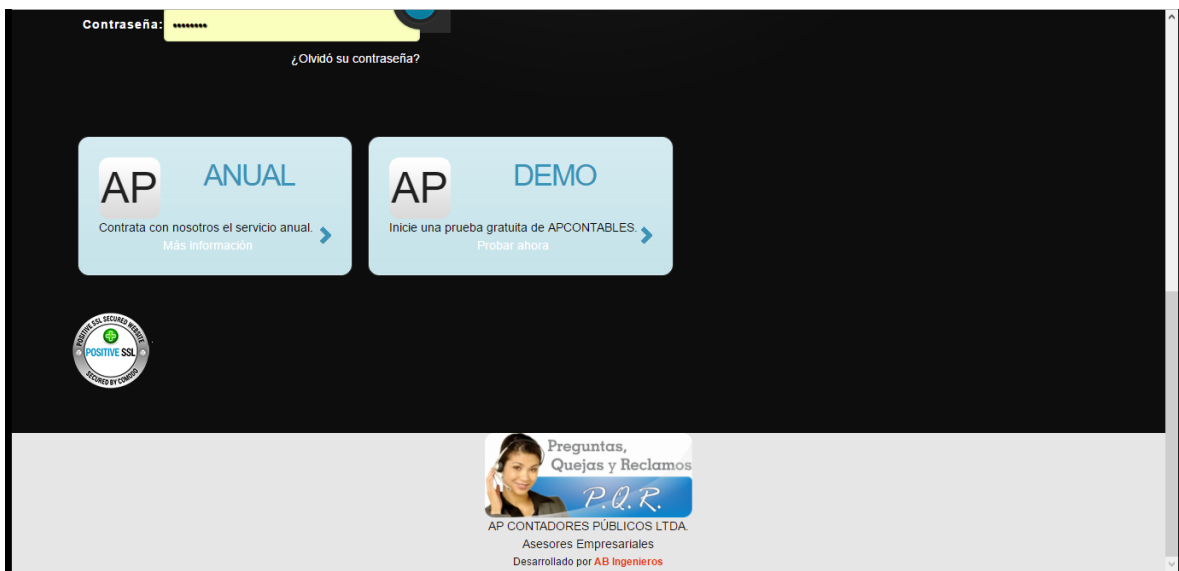 Contraseña: ••••••••
¿Olvidó su contraseña?
AP ANUAL
Contrata con nosotros el servicio anual.
Más información
AP DEMO
Inicie una prueba gratuita de APCONTABLES.
Probar ahora
POSITIVE SSL SECURED WEBSITE
POSITIVE SSL
SECURED BY COMODO
Preguntas,
Quejas y Reclamos
P.Q.R.
AP CONTADORES PÚBLICOS LTDA.
Asesores Empresariales
Desarrollado por AB Ingenieros